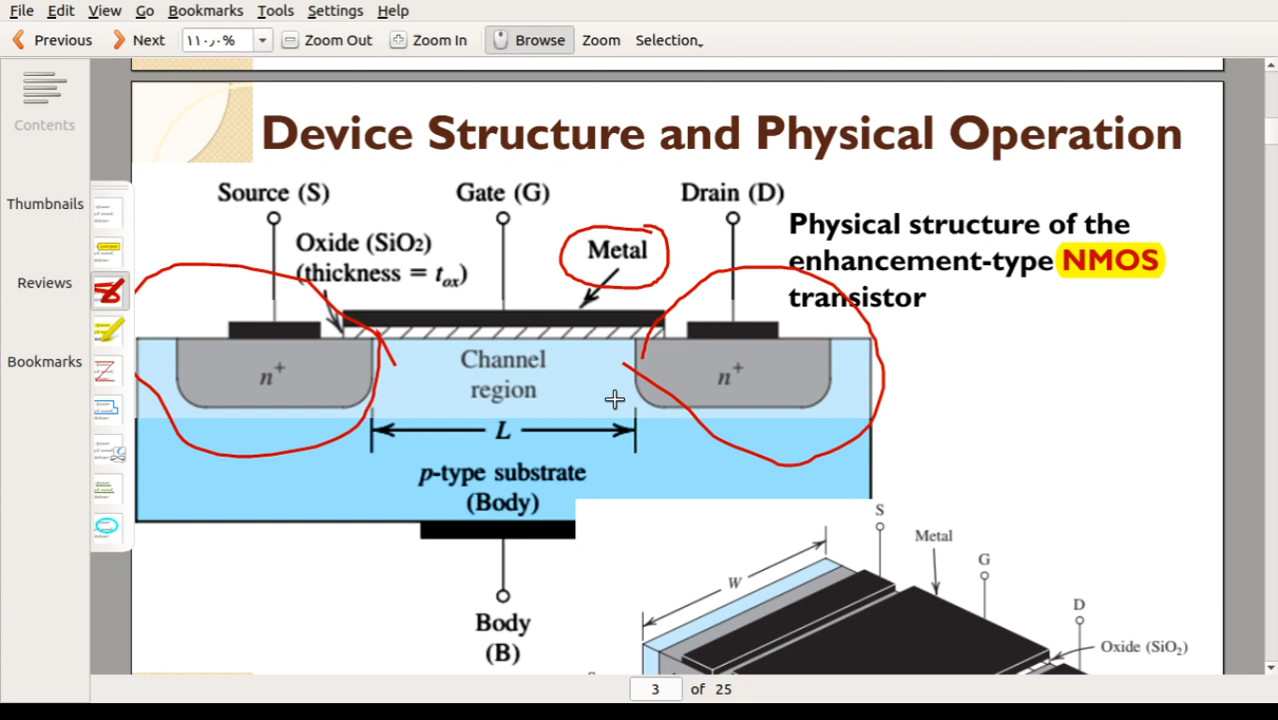 File Edit View Go Bookmarks Tools Settings Help
Previous Next ١١٠٫٠% Zoom Out Zoom In Browse Zoom Selection
Contents
Thumbnails
Reviews
Bookmarks
Device Structure and Physical Operation
Source (S) Gate (G) Drain (D)
Oxide (SiO₂)
(thickness = tox)
Metal
Physical structure of the
enhancement-type NMOS
transistor
n⁺
Channel
region
n⁺
L
p-type substrate
(Body)
Body
(B)
S
Metal
G
W
D
Oxide (SiO₂)
3 of 25